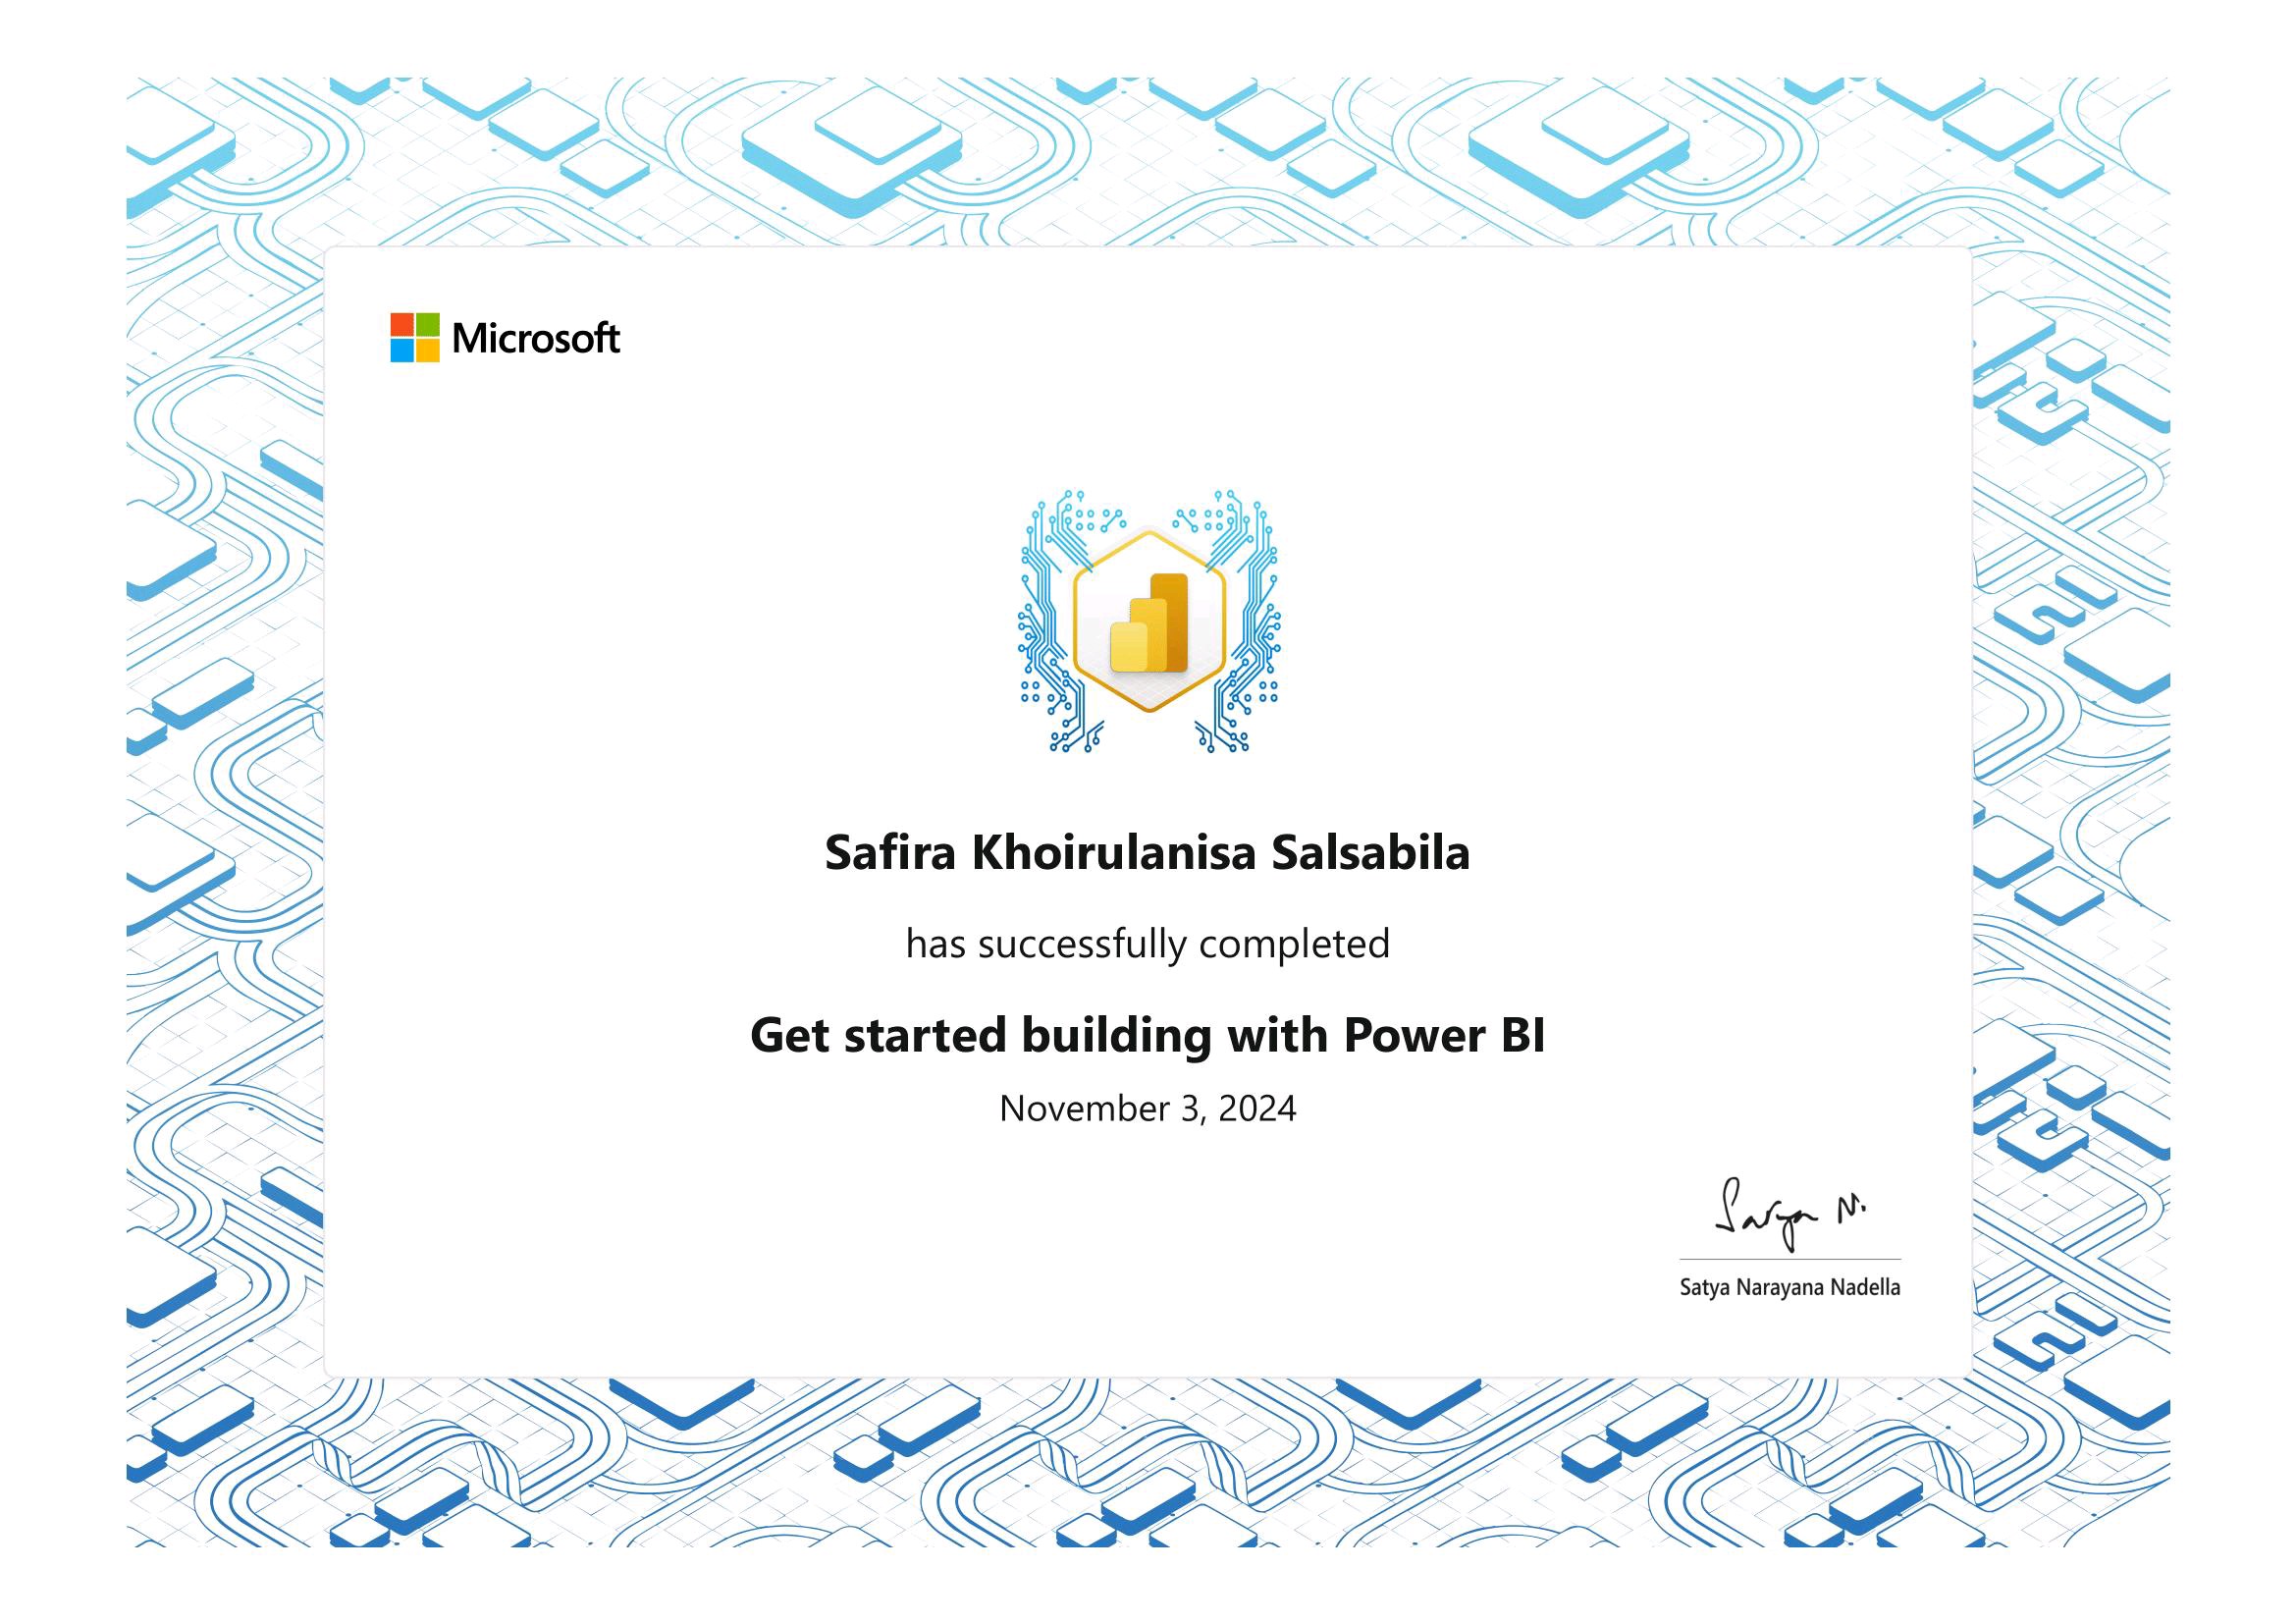 Microsoft
Safira Khoirulanisa Salsabila
has successfully completed
Get started building with Power BI
November 3, 2024
Satya N.
Satya Narayana Nadella